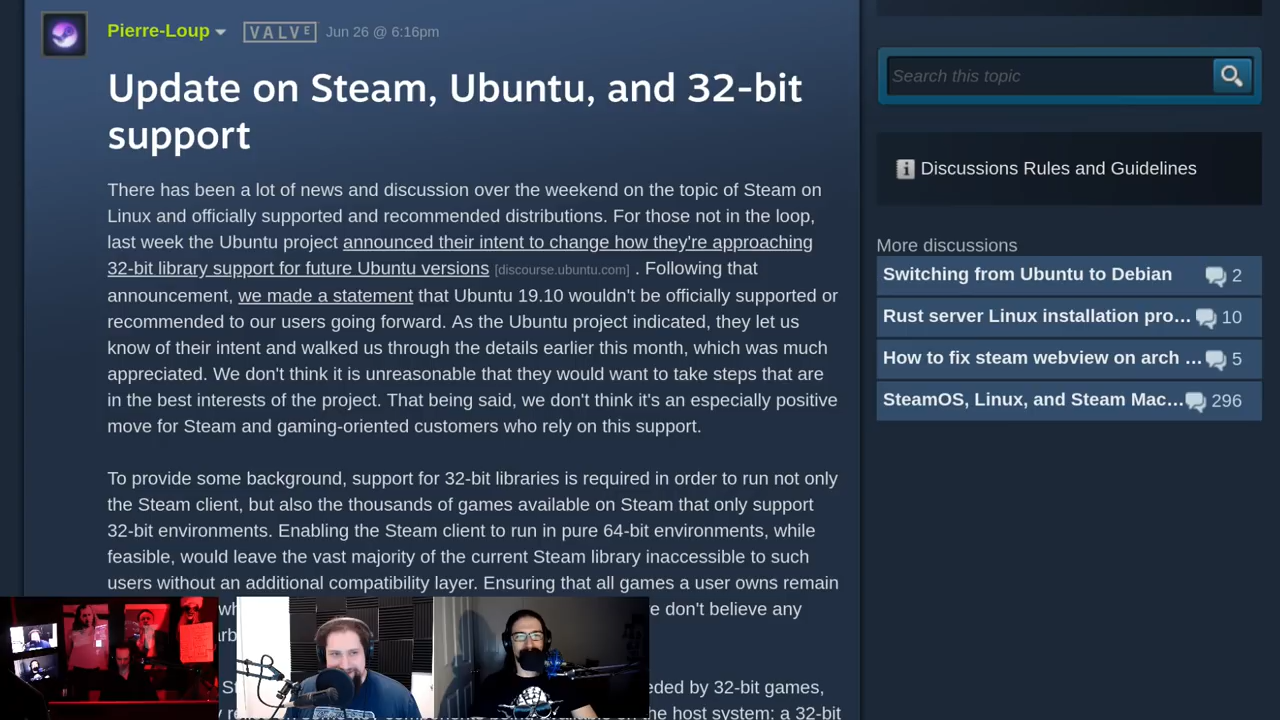 Pierre-Loup VALVE Jun 26 @ 6:16pm
Update on Steam, Ubuntu, and 32-bit
support
There has been a lot of news and discussion over the weekend on the topic of Steam on
Linux and officially supported and recommended distributions. For those not in the loop,
last week the Ubuntu project announced their intent to change how they're approaching
32-bit library support for future Ubuntu versions [discourse.ubuntu.com] . Following that
announcement, we made a statement that Ubuntu 19.10 wouldn't be officially supported or
recommended to our users going forward. As the Ubuntu project indicated, they let us
know of their intent and walked us through the details earlier this month, which was much
appreciated. We don't think it is unreasonable that they would want to take steps that are
in the best interests of the project. That being said, we don't think it's an especially positive
move for Steam and gaming-oriented customers who rely on this support.
To provide some background, support for 32-bit libraries is required in order to run not only
the Steam client, but also the thousands of games available on Steam that only support
32-bit environments. Enabling the Steam client to run in pure 64-bit environments, while
feasible, would leave the vast majority of the current Steam library inaccessible to such
users without an additional compatibility layer. Ensuring that all games a user owns remain
don't believe any
by 32-bit games,
the host system: a 32-bit
Search this topic
Discussions Rules and Guidelines
More discussions
Switching from Ubuntu to Debian 2
Rust server Linux installation pro... 10
How to fix steam webview on arch ... 5
SteamOS, Linux, and Steam Mac... 296